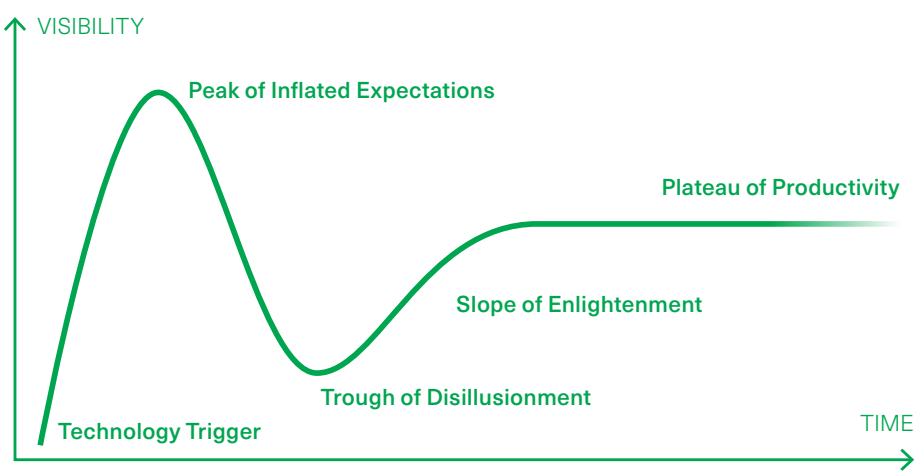 VISIBILITY
Peak of Inflated Expectations
Plateau of Productivity
Slope of Enlightenment
Trough of Disillusionment
TIME
Technology Trigger